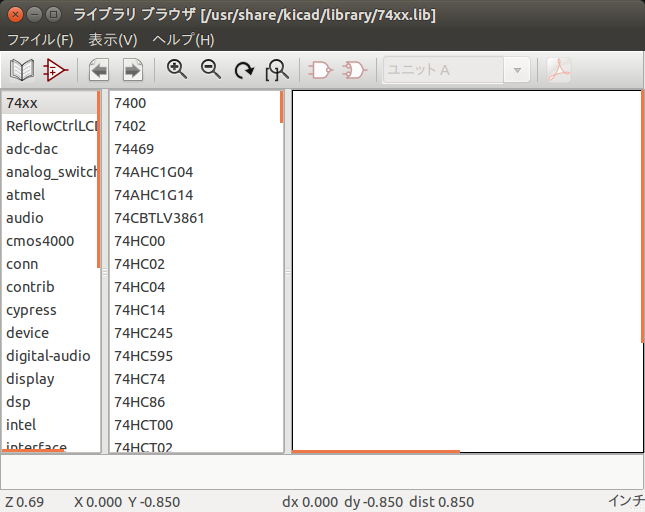 ライブラリ ブラウザ [/usr/share/kicad/library/74xx.lib]
ファイル(F) 表示(V) ヘルプ(H)
ユニット A
74xx
ReflowCtrlLCD
adc-dac
analog_switch
atmel
audio
cmos4000
conn
contrib
cypress
device
digital-audio
display
dsp
intel
interface
7400
7402
74469
74AHC1G04
74AHC1G14
74CBTLV3861
74HC00
74HC02
74HC04
74HC14
74HC245
74HC595
74HC74
74HC86
74HCT00
74HCT02
Z 0.69 X 0.000 Y -0.850 dx 0.000 dy -0.850 dist 0.850 インチ